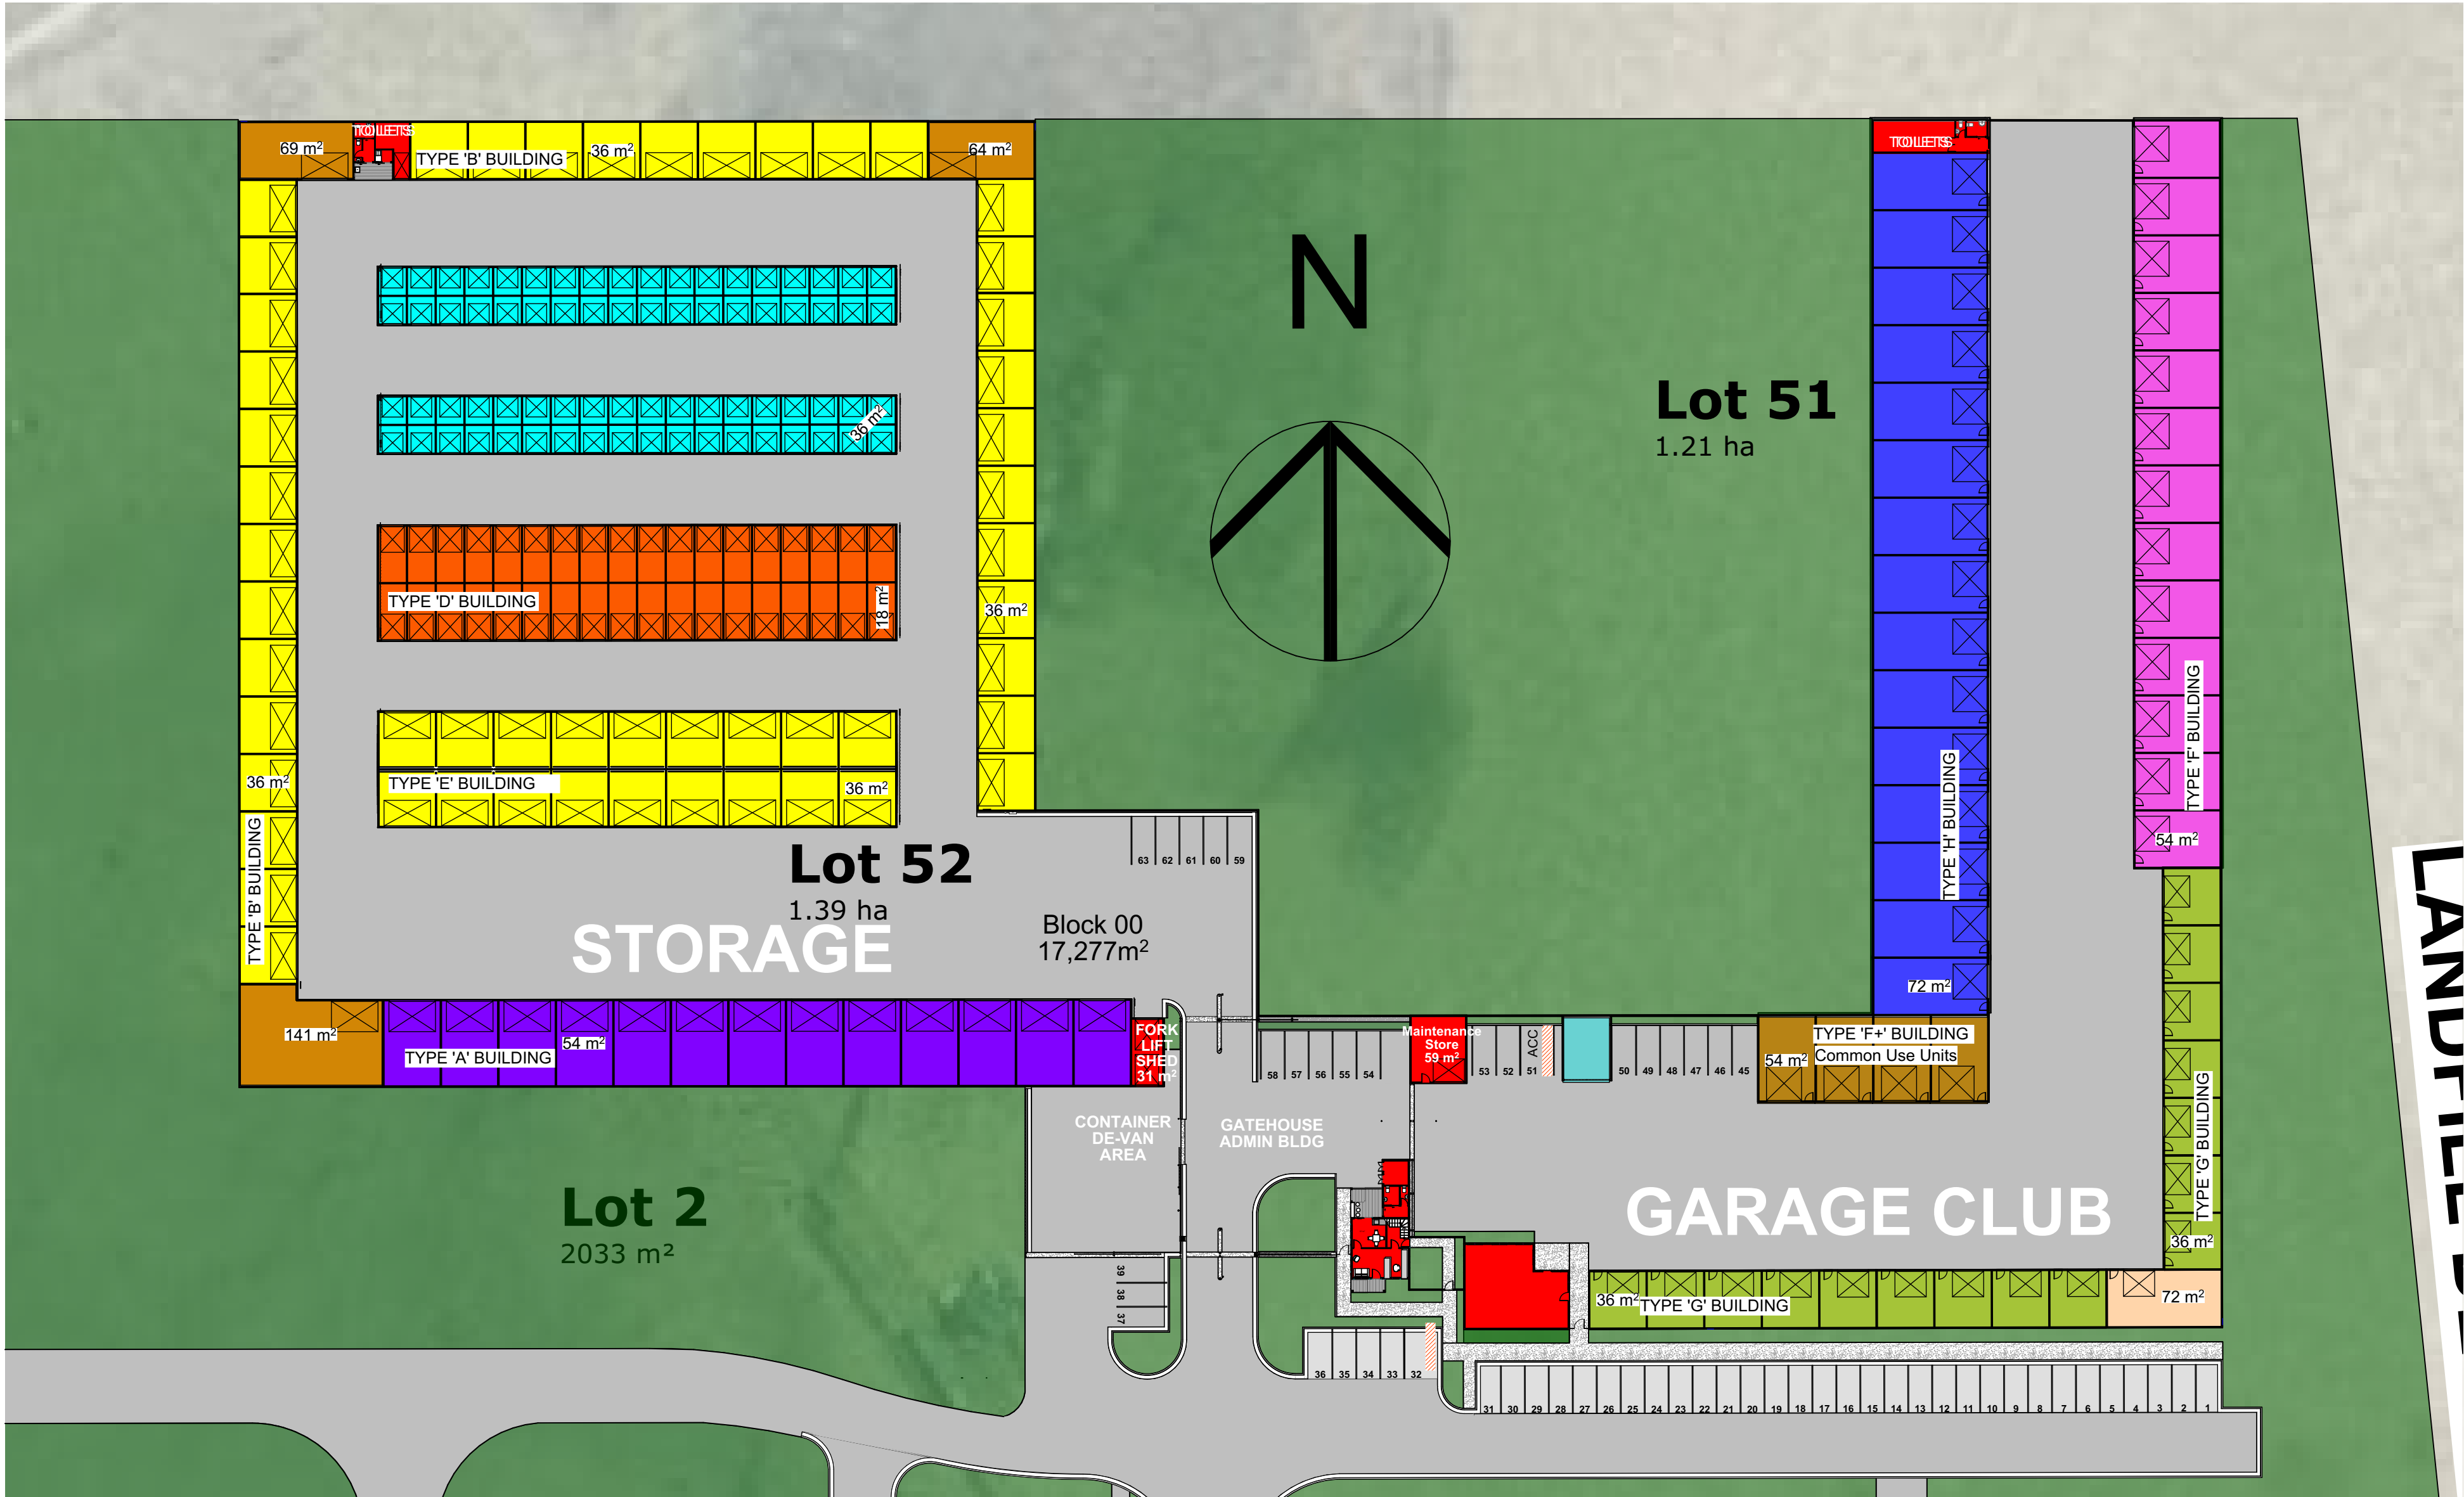 TOILETS
69 m²
TYPE 'B' BUILDING
36 m²
64 m²
TOILETS
N
Lot 51
1.21 ha
36 m²
TYPE 'D' BUILDING
18 m²
36 m²
TYPE 'F' BUILDING
TYPE 'E' BUILDING
36 m²
36 m²
TYPE 'H' BUILDING
54 m²
63 62 61 60 59
TYPE 'B' BUILDING
Lot 52
1.39 ha
Block 00
17,277m²
STORAGE
72 m²
141 m²
TYPE 'A' BUILDING
54 m²
FORK
LIFT
SHED
31 m²
58 57 56 55 54
Maintenance
Store
59 m²
53 52 51
ACC
50 49 48 47 46 45
TYPE 'F+' BUILDING
54 m²
Common Use Units
CONTAINER
DE-VAN
AREA
GATEHOUSE
ADMIN BLDG
TYPE 'G' BUILDING
Lot 2
2033 m²
GARAGE CLUB
36 m²
39
38
37
36 m²
TYPE 'G' BUILDING
72 m²
36 35 34 33 32
31 30 29 28 27 26 25 24 23 22 21 20 19 18 17 16 15 14 13 12 11 10 9 8 7 6 5 4 3 2 1